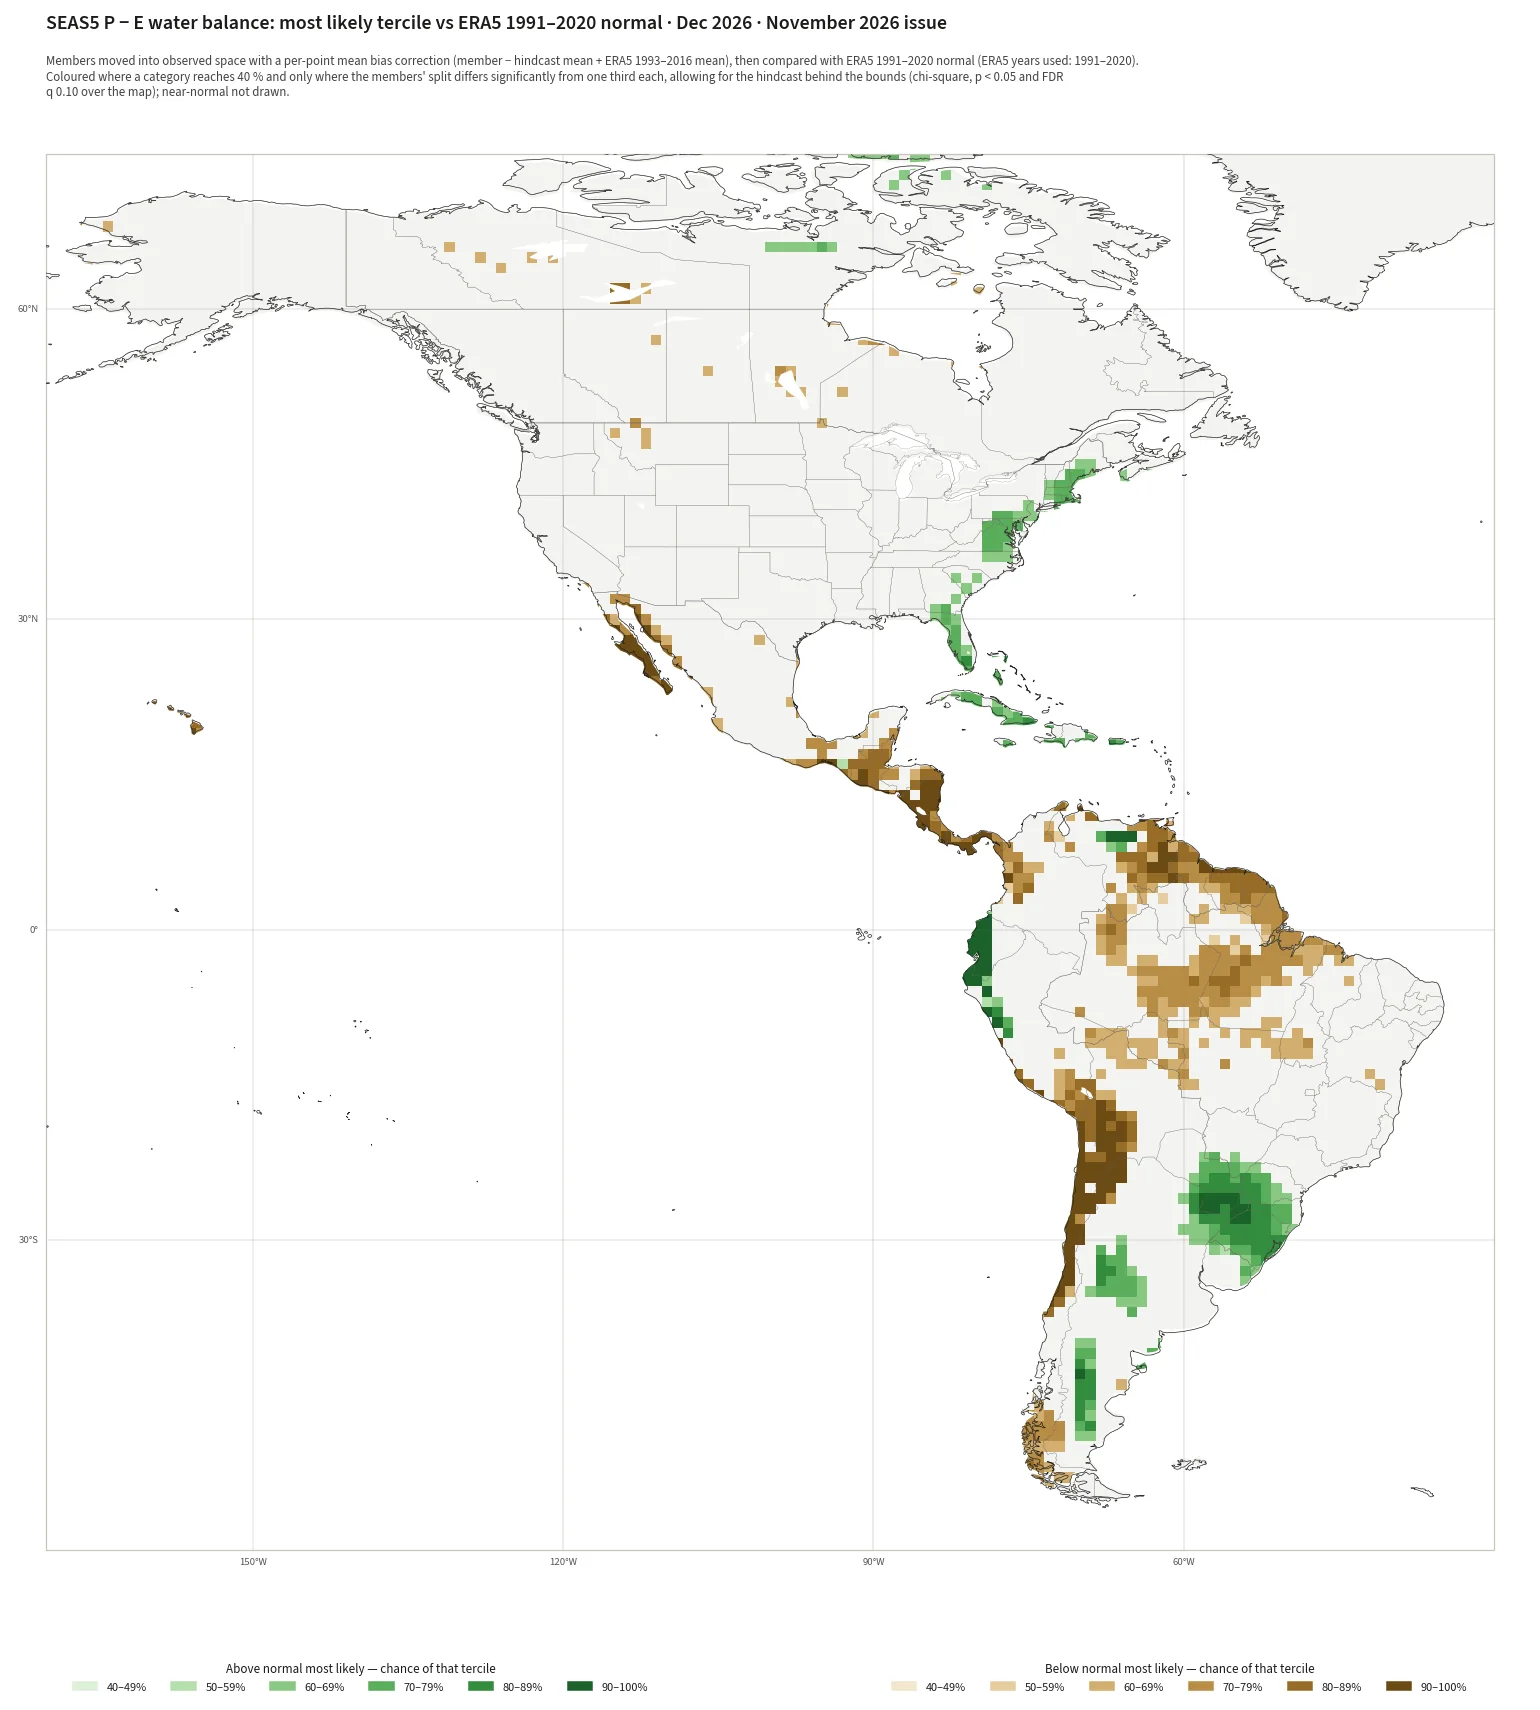 SEAS5 P − E water balance: most likely tercile vs ERA5 1991–2020 normal · Dec 2026 · November 2026 issue
Members moved into observed space with a per-point mean bias correction (member − hindcast mean + ERA5 1993–2016 mean), then compared with ERA5 1991–2020 normal (ERA5 years used: 1991–2020).
Coloured where a category reaches 40 % and only where the members' split differs significantly from one third each, allowing for the hindcast behind the bounds (chi-square, p < 0.05 and FDR
q 0.10 over the map); near-normal not drawn.
60°N
30°N
0°
30°S
150°W 120°W 90°W 60°W
Above normal most likely — chance of that tercile
40–49% 50–59% 60–69% 70–79% 80–89% 90–100%
Below normal most likely — chance of that tercile
40–49% 50–59% 60–69% 70–79% 80–89% 90–100%